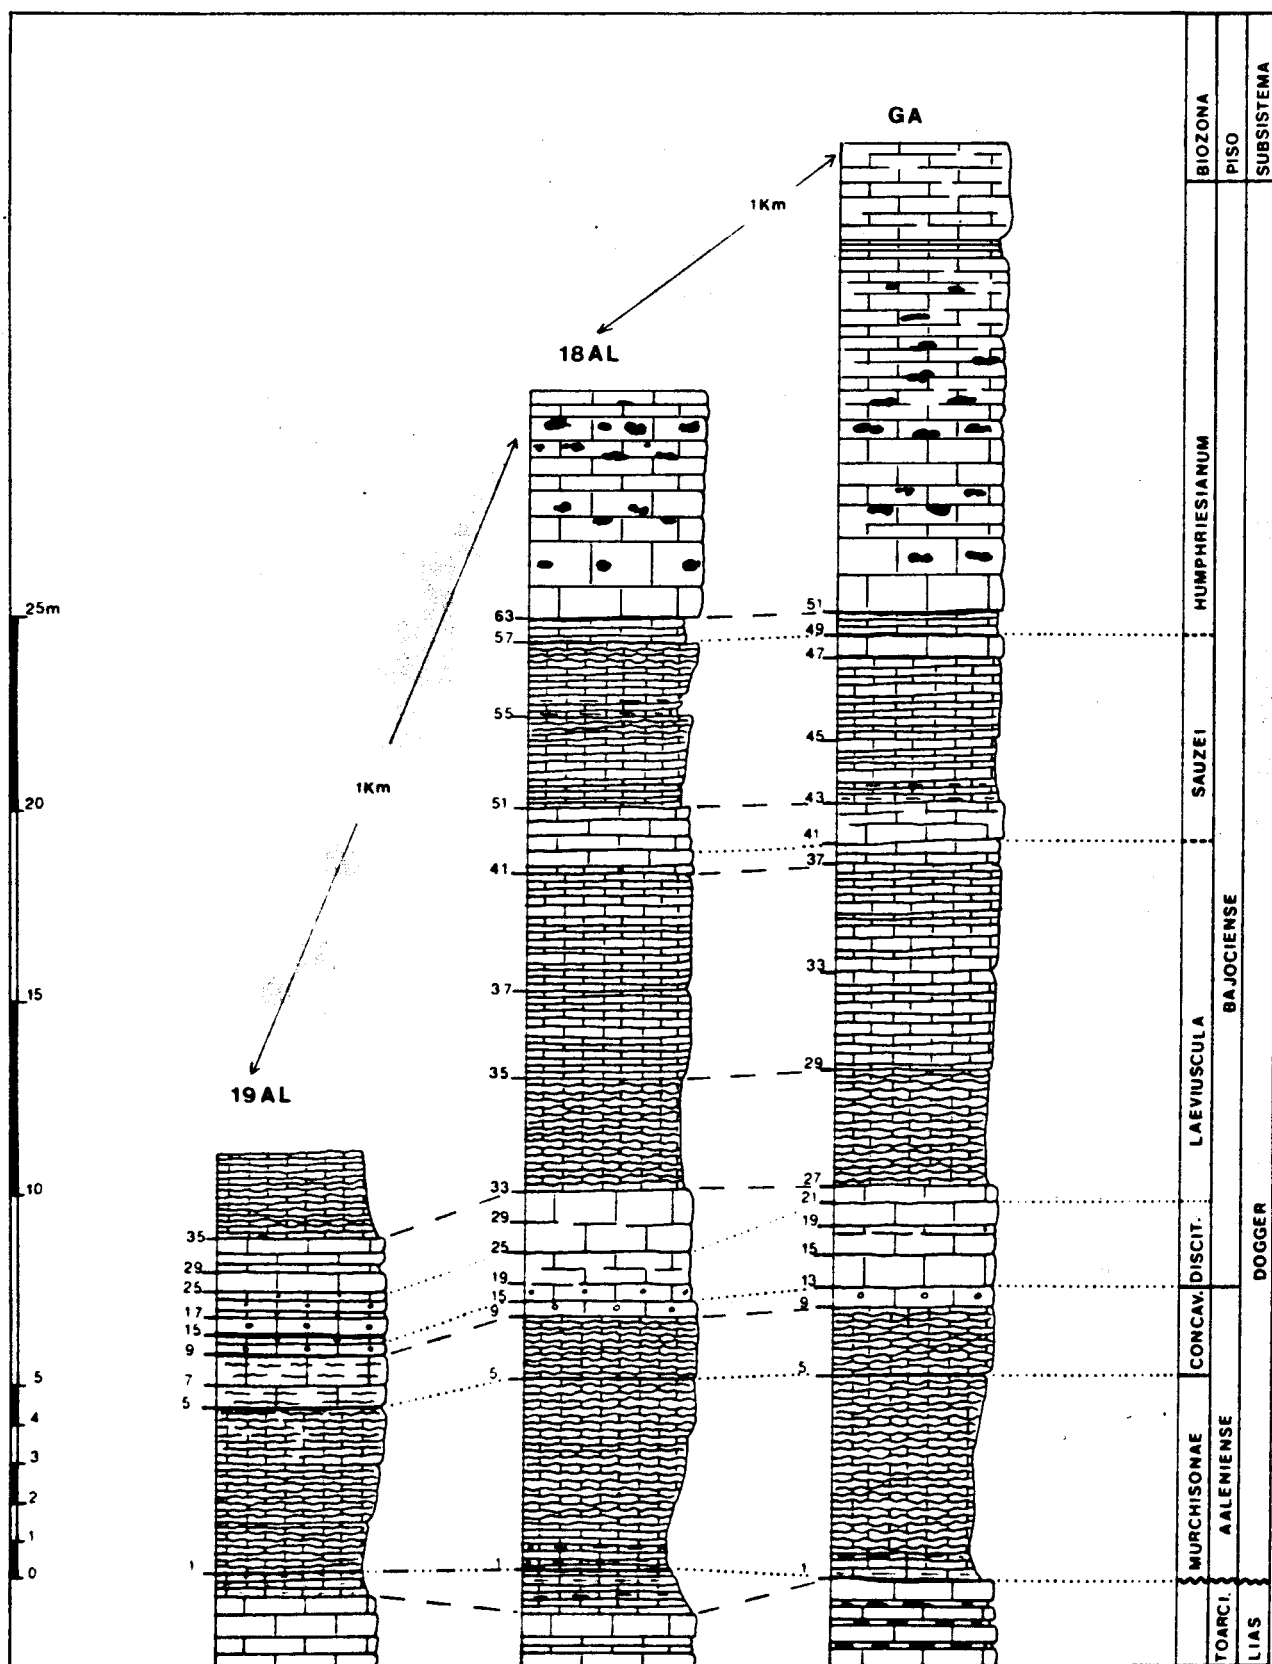 GA
1Km
18AL
1Km
19AL
25m
20
15
10
5
4
3
2
1
0
35
29
25
17
15
9
7
5
1
63
57
55
51
41
37
35
33
29
25
19
15
9
5
1
51
49
47
45
43
41
37
33
29
27
21
19
15
13
9
5
1
BIOZONA
PISO
SUBSISTEMA
HUMPHRIESIANUM
SAUZEI
LAEVIUSCULA
DISCIT.
CONCAV.
MURCHISONAE
BAJOCIENSE
AALENIENSE
TOARCI.
DOGGER
LIAS